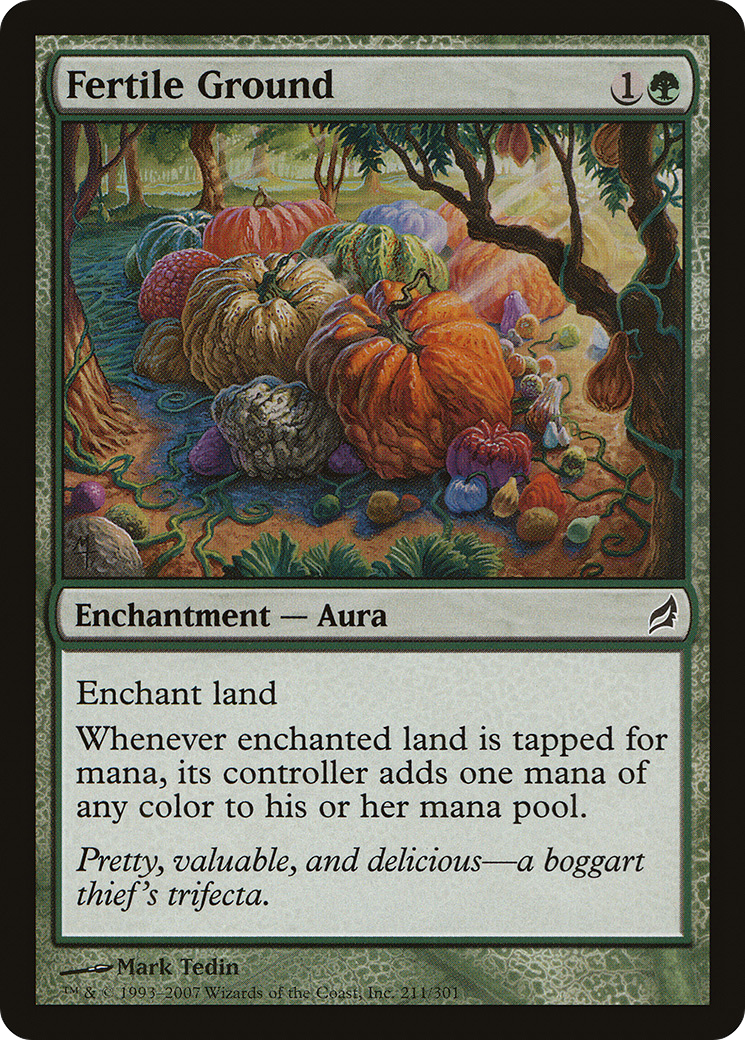 Fertile Ground 1
Enchantment — Aura
Enchant land
Whenever enchanted land is tapped for
mana, its controller adds one mana of
any color to his or her mana pool.
Pretty, valuable, and delicious—a boggart
thief's trifecta.
Mark Tedin
™ & © 1993–2007 Wizards of the Coast, Inc. 211/301